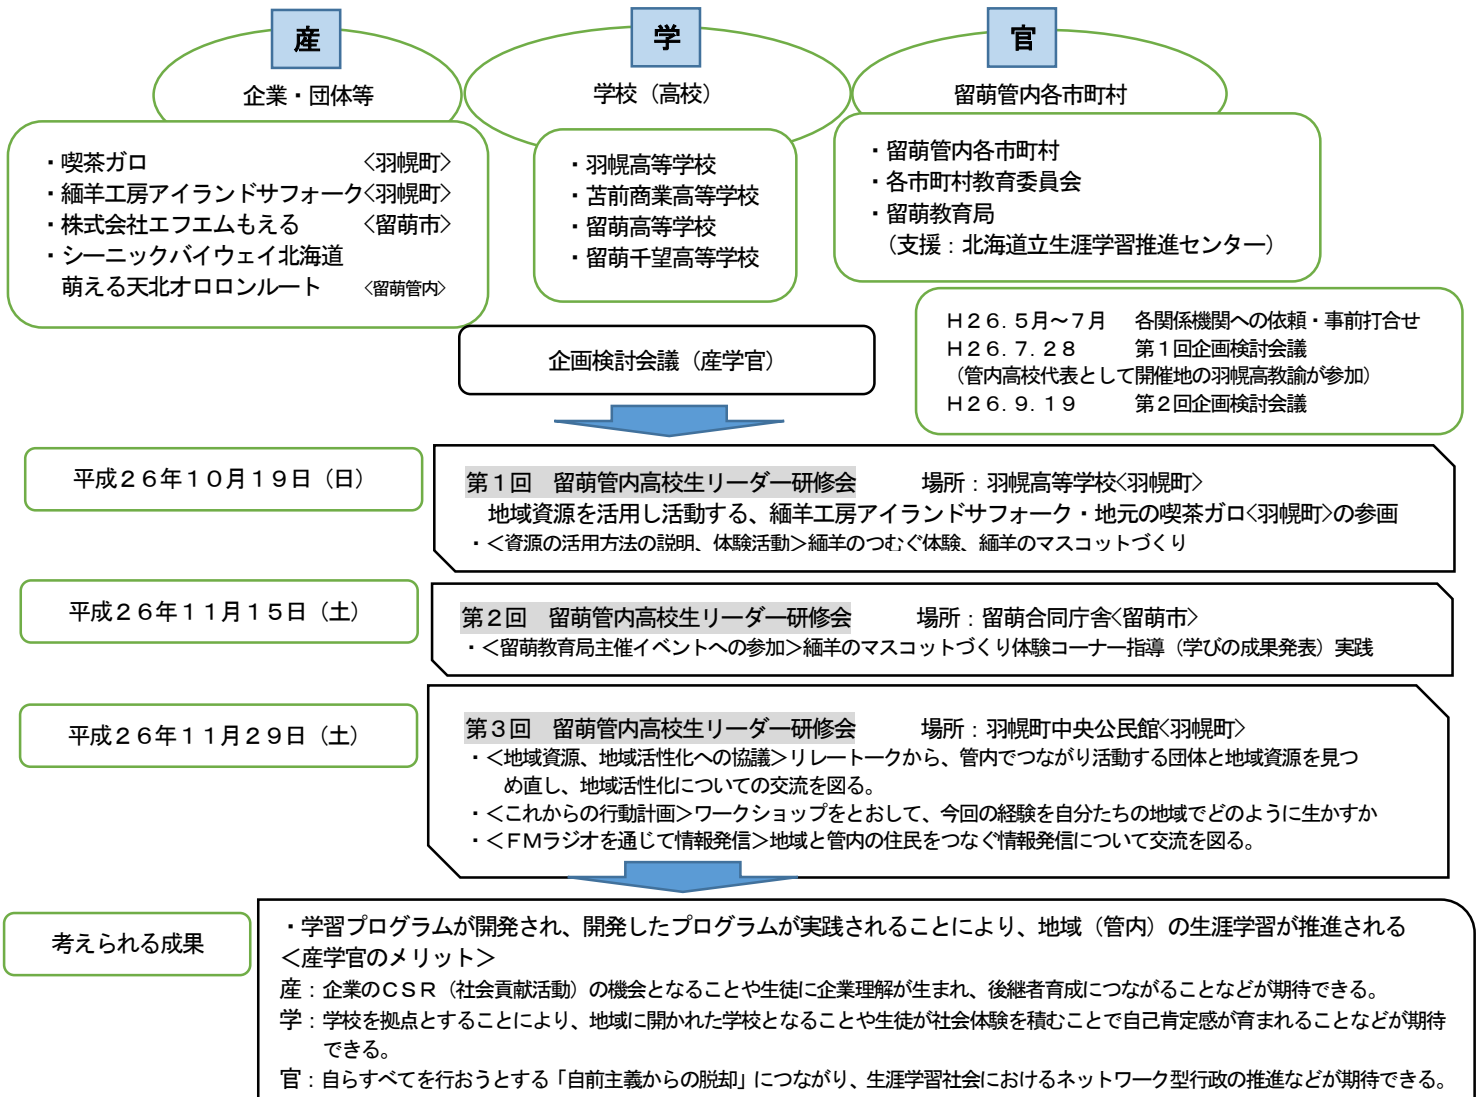 産
学
官
企業・団体等
学校（高校）
留萌管内各市町村
・喫茶ガロ　<羽幌町>
・緬羊工房アイランドサフォーク<羽幌町>
・株式会社エフエムもえる　<留萌市>
・シーニックバイウェイ北海道
萌える天北オロロンルート　<留萌管内>
・羽幌高等学校
・苫前商業高等学校
・留萌高等学校
・留萌千望高等学校
・留萌管内各市町村
・各市町村教育委員会
・留萌教育局
（支援：北海道立生涯学習推進センター）
企画検討会議（産学官）
Ｈ２６．５月～７月　各関係機関への依頼・事前打合せ
Ｈ２６．７．２８　第１回企画検討会議
（管内高校代表として開催地の羽幌高教諭が参加）
Ｈ２６．９．１９　第２回企画検討会議
平成２６年１０月１９日（日）
第１回　留萌管内高校生リーダー研修会　場所：羽幌高等学校<羽幌町>
地域資源を活用し活動する、緬羊工房アイランドサフォーク・地元の喫茶ガロ<羽幌町>の参画
・＜資源の活用方法の説明、体験活動＞緬羊のつむぐ体験、緬羊のマスコットづくり
平成２６年１１月１５日（土）
第２回　留萌管内高校生リーダー研修会　場所：留萌合同庁舎<留萌市>
・＜留萌教育局主催イベントへの参加＞緬羊のマスコットづくり体験コーナー指導（学びの成果発表）実践
平成２６年１１月２９日（土）
第３回　留萌管内高校生リーダー研修会　場所：羽幌町中央公民館<羽幌町>
・＜地域資源、地域活性化への協議＞リレートークから、管内でつながり活動する団体と地域資源を見つ
め直し、地域活性化についての交流を図る。
・＜これからの行動計画＞ワークショップをとおして、今回の経験を自分たちの地域でどのように生かすか
・＜ＦＭラジオを通じて情報発信＞地域と管内の住民をつなぐ情報発信について交流を図る。
考えられる成果
・学習プログラムが開発され、開発したプログラムが実践されることにより、地域（管内）の生涯学習が推進される
＜産学官のメリット＞
産：企業のＣＳＲ（社会貢献活動）の機会となることや生徒に企業理解が生まれ、後継者育成につながることなどが期待できる。
学：学校を拠点とすることにより、地域に開かれた学校となることや生徒が社会体験を積むことで自己肯定感が育まれることなどが期待
できる。
官：自らすべてを行おうとする「自前主義からの脱却」につながり、生涯学習社会におけるネットワーク型行政の推進などが期待できる。